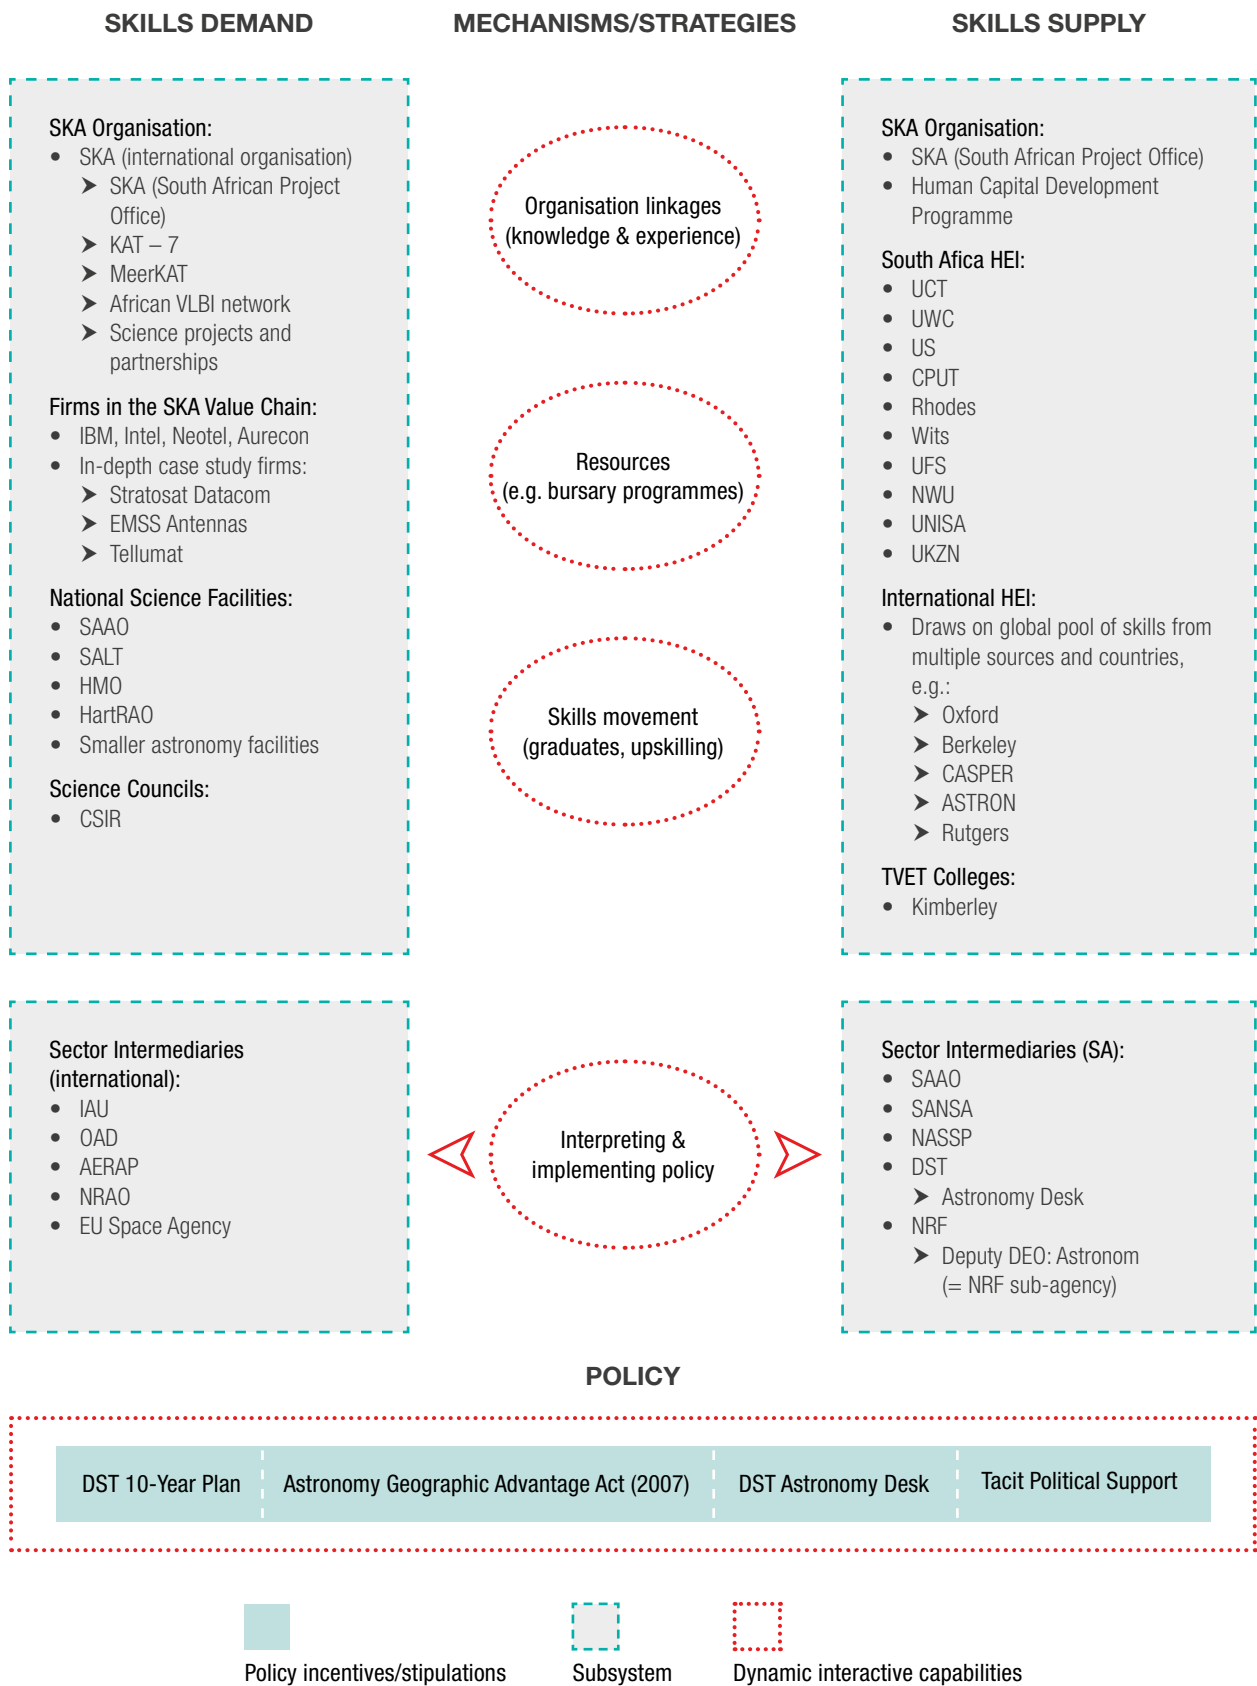 SKILLS DEMAND
MECHANISMS/STRATEGIES
SKILLS SUPPLY
SKA Organisation:
• SKA (international organisation)
➤ SKA (South African Project
Office)
➤ KAT – 7
➤ MeerKAT
➤ African VLBI network
➤ Science projects and
partnerships
Firms in the SKA Value Chain:
• IBM, Intel, Neotel, Aurecon
• In-depth case study firms:
➤ Stratosat Datacom
➤ EMSS Antennas
➤ Tellumat
National Science Facilities:
• SAAO
• SALT
• HMO
• HartRAO
• Smaller astronomy facilities
Science Councils:
• CSIR
Organisation linkages
(knowledge & experience)
Resources
(e.g. bursary programmes)
Skills movement
(graduates, upskilling)
SKA Organisation:
• SKA (South African Project Office)
• Human Capital Development
Programme
South Afica HEI:
• UCT
• UWC
• US
• CPUT
• Rhodes
• Wits
• UFS
• NWU
• UNISA
• UKZN
International HEI:
• Draws on global pool of skills from
multiple sources and countries,
e.g.:
➤ Oxford
➤ Berkeley
➤ CASPER
➤ ASTRON
➤ Rutgers
TVET Colleges:
• Kimberley
Sector Intermediaries
(international):
• IAU
• OAD
• AERAP
• NRAO
• EU Space Agency
Interpreting &
implementing policy
Sector Intermediaries (SA):
• SAAO
• SANSA
• NASSP
• DST
➤ Astronomy Desk
• NRF
➤ Deputy DEO: Astronom
(= NRF sub-agency)
POLICY
DST 10-Year Plan
Astronomy Geographic Advantage Act (2007)
DST Astronomy Desk
Tacit Political Support
Policy incentives/stipulations
Subsystem
Dynamic interactive capabilities